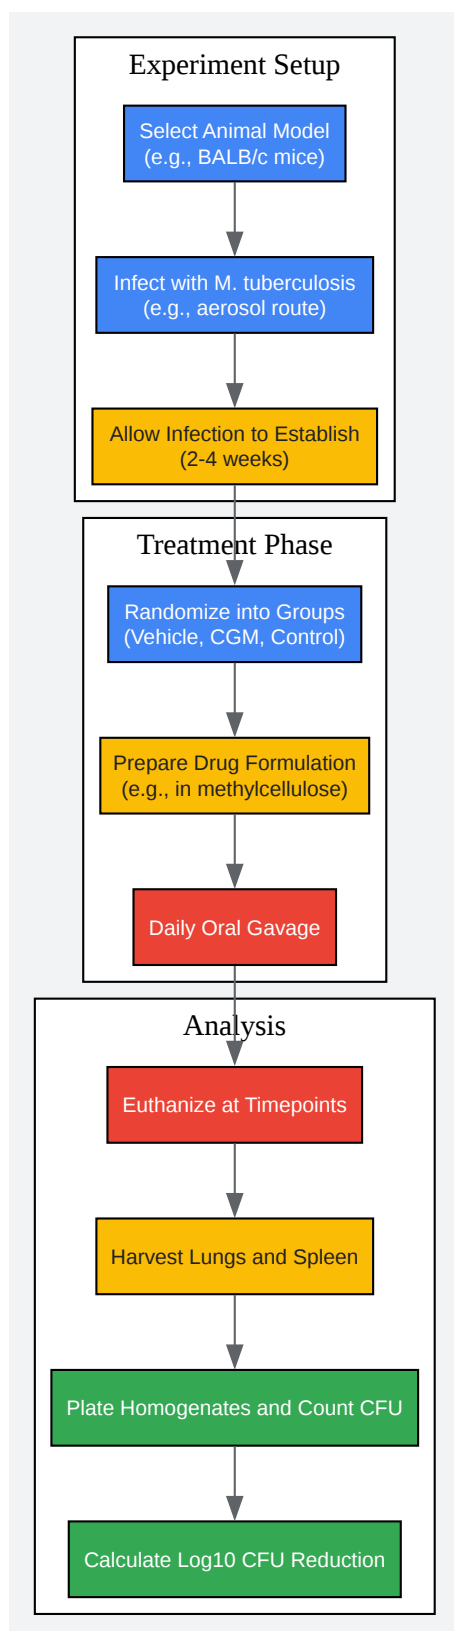 Experiment Setup
Select Animal Model
(e.g., BALB/c mice)
Infect with M. tuberculosis
(e.g., aerosol route)
Allow Infection to Establish
(2-4 weeks)
Treatment Phase
Randomize into Groups
(Vehicle, CGM, Control)
Prepare Drug Formulation
(e.g., in methylcellulose)
Daily Oral Gavage
Analysis
Euthanize at Timepoints
Harvest Lungs and Spleen
Plate Homogenates and Count CFU
Calculate Log10 CFU Reduction